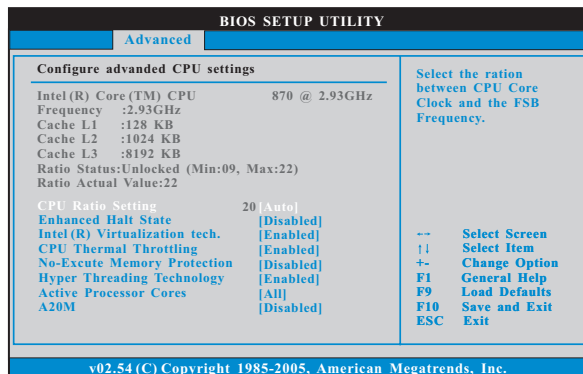 BIOS SETUP UTILITY
Advanced
Configure advanded CPU settings
Intel(R) Core(TM) CPU 870 @ 2.93GHz
Frequency :2.93GHz
Cache L1 :128 KB
Cache L2 :1024 KB
Cache L3 :8192 KB
Ratio Status:Unlocked (Min:09, Max:22)
Ratio Actual Value:22
CPU Ratio Setting 20 [Auto]
Enhanced Halt State [Disabled]
Intel(R) Virtualization tech. [Enabled]
CPU Thermal Throttling [Enabled]
No-Excute Memory Protection [Disabled]
Hyper Threading Technology [Enabled]
Active Processor Cores [All]
A20M [Disabled]
Select the ration
between CPU Core
Clock and the FSB
Frequency.
←→ Select Screen
↑↓ Select Item
+- Change Option
F1 General Help
F9 Load Defaults
F10 Save and Exit
ESC Exit
v02.54 (C) Copyright 1985-2005, American Megatrends, Inc.